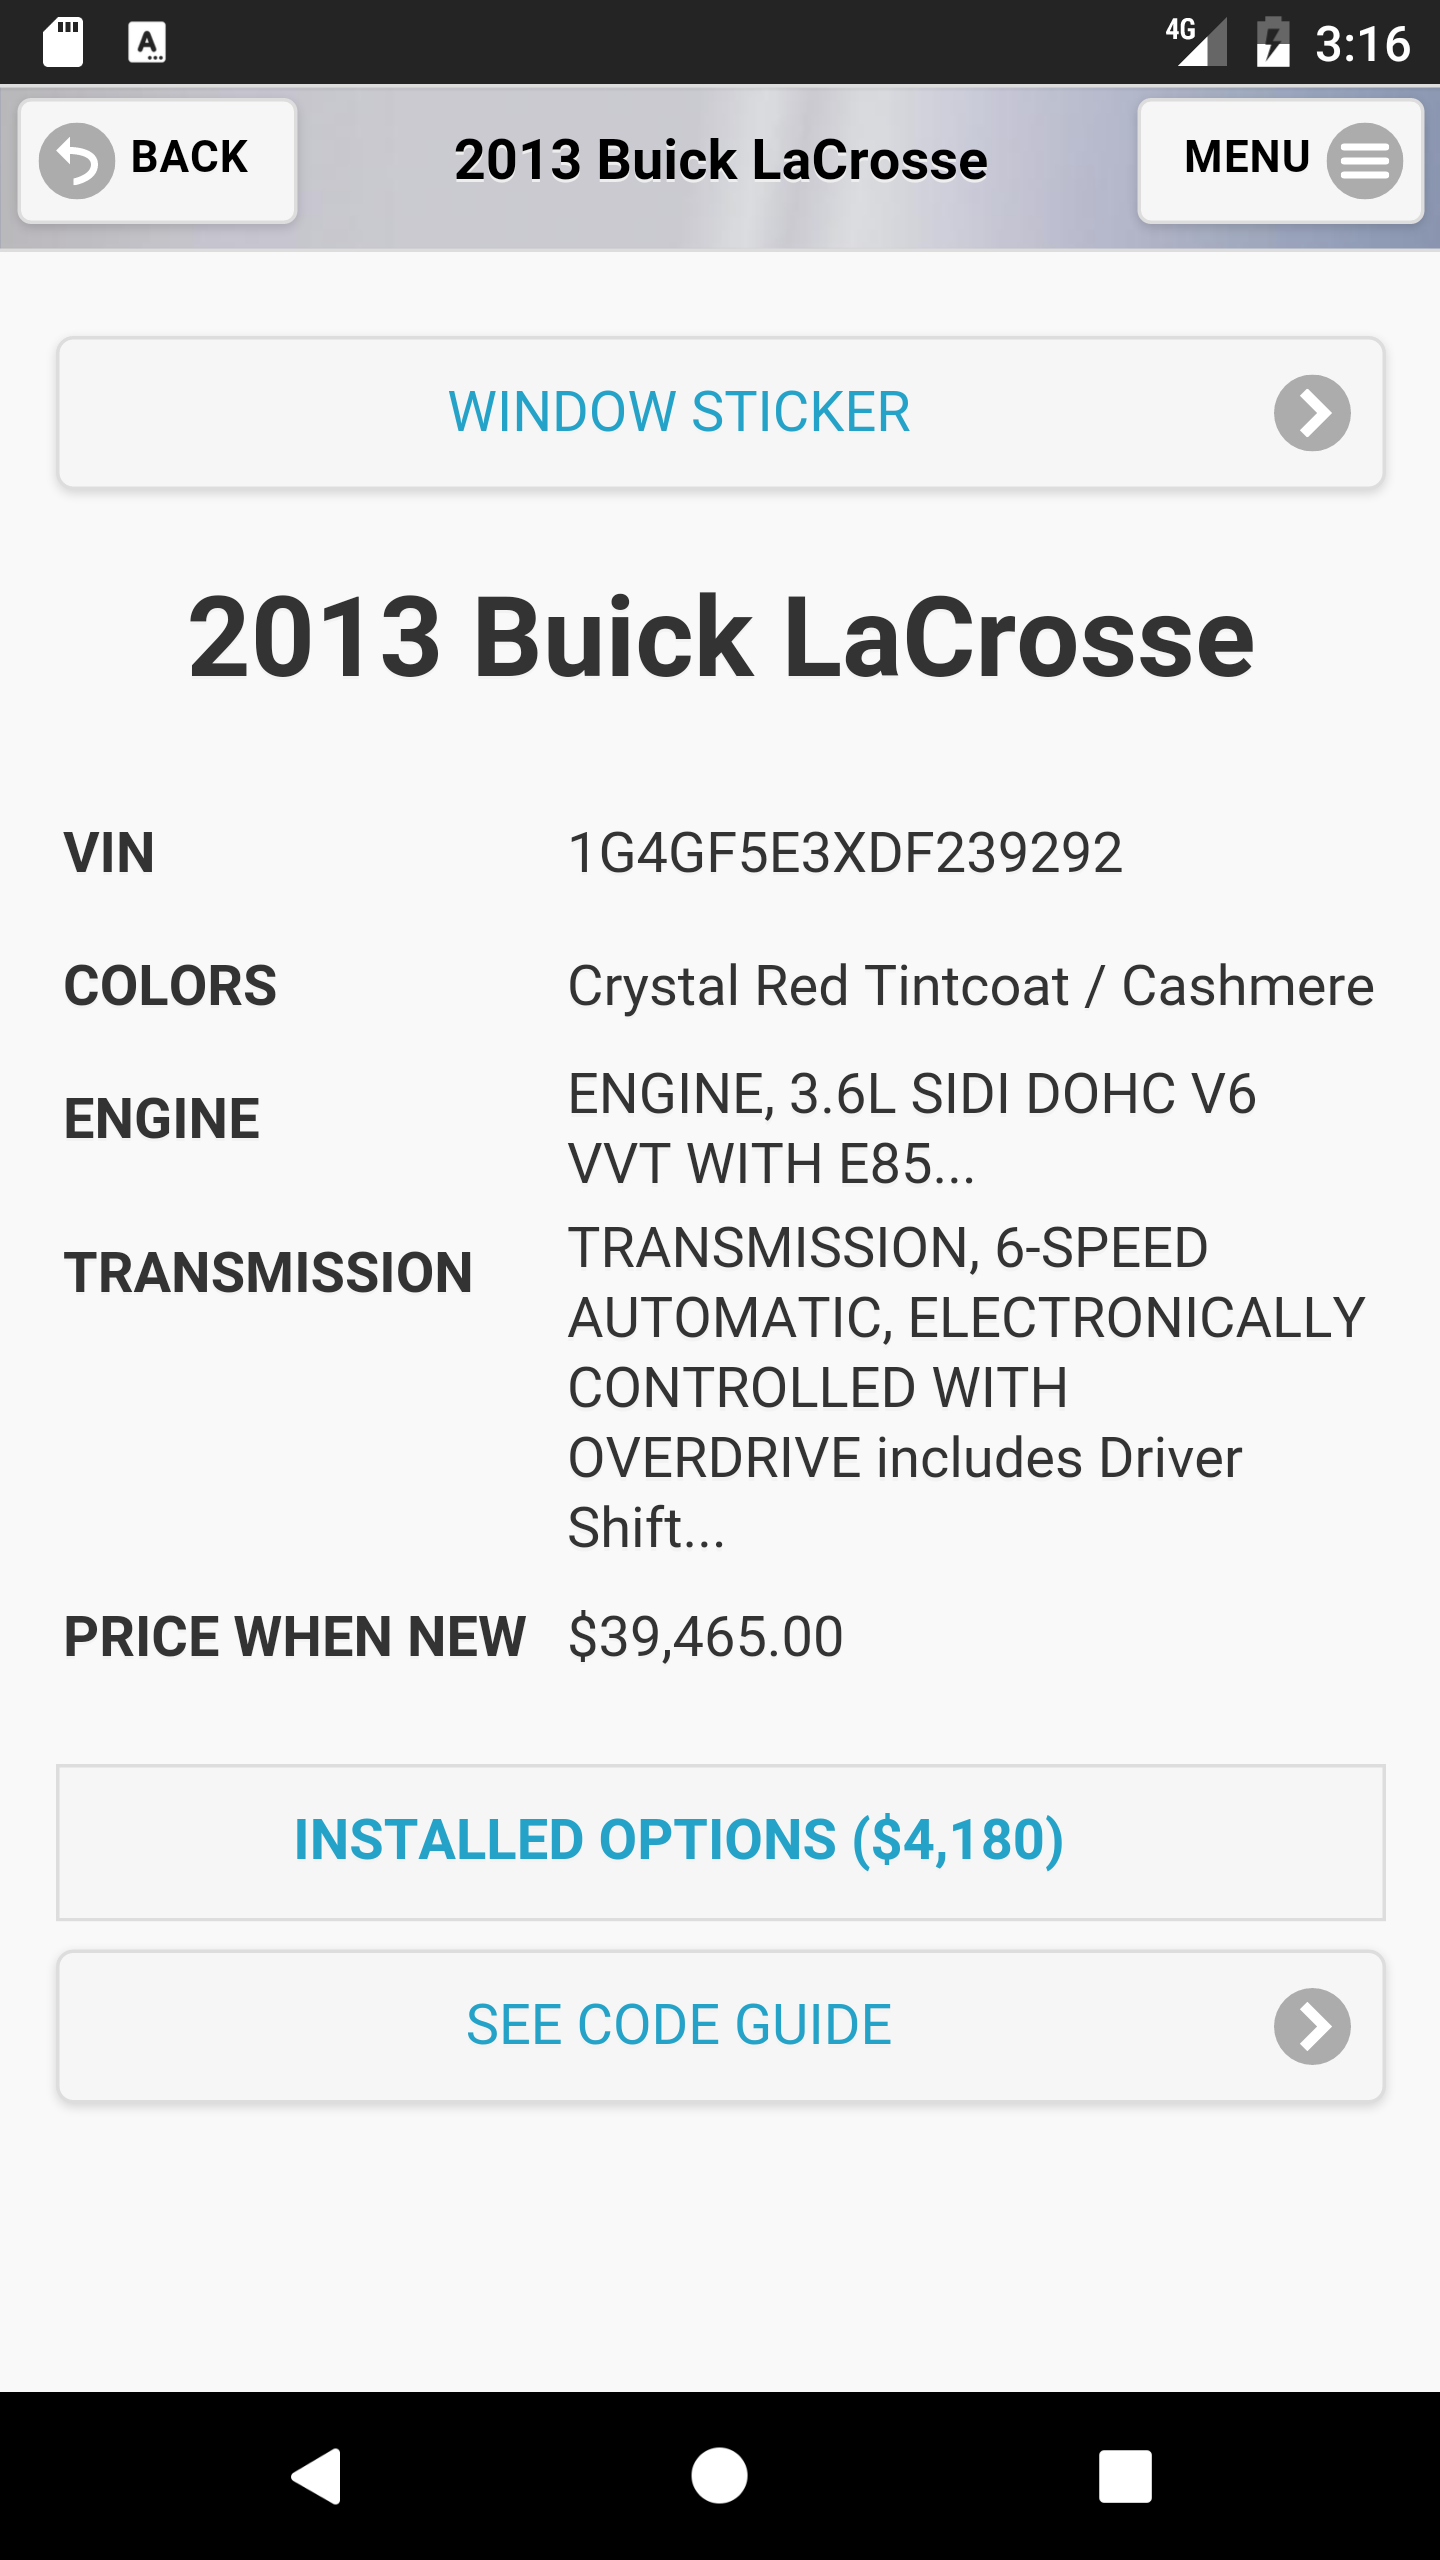 A
4G
3:16
BACK
2013 Buick LaCrosse
MENU
WINDOW STICKER
2013 Buick LaCrosse
VIN 1G4GF5E3XDF239292
COLORS Crystal Red Tintcoat / Cashmere
ENGINE ENGINE, 3.6L SIDI DOHC V6
VVT WITH E85...
TRANSMISSION TRANSMISSION, 6-SPEED
AUTOMATIC, ELECTRONICALLY
CONTROLLED WITH
OVERDRIVE includes Driver
Shift...
PRICE WHEN NEW $39,465.00
INSTALLED OPTIONS ($4,180)
SEE CODE GUIDE